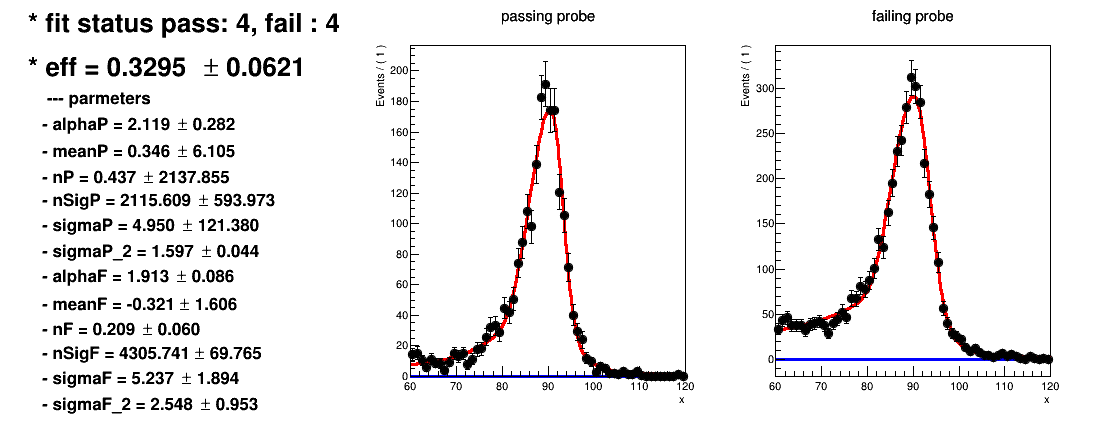 * fit status pass: 4, fail : 4
* eff = 0.3295 ± 0.0621
--- parmeters
- alphaP = 2.119 ± 0.282
- meanP = 0.346 ± 6.105
- nP = 0.437 ± 2137.855
- nSigP = 2115.609 ± 593.973
- sigmaP = 4.950 ± 121.380
- sigmaP_2 = 1.597 ± 0.044
- alphaF = 1.913 ± 0.086
- meanF = -0.321 ± 1.606
- nF = 0.209 ± 0.060
- nSigF = 4305.741 ± 69.765
- sigmaF = 5.237 ± 1.894
- sigmaF_2 = 2.548 ± 0.953
passing probe
Events / ( 1 )
200
180
160
140
120
100
80
60
40
20
0
60 70 80 90 100 110 120
x
failing probe
Events / ( 1 )
300
250
200
150
100
50
0
60 70 80 90 100 110 120
x